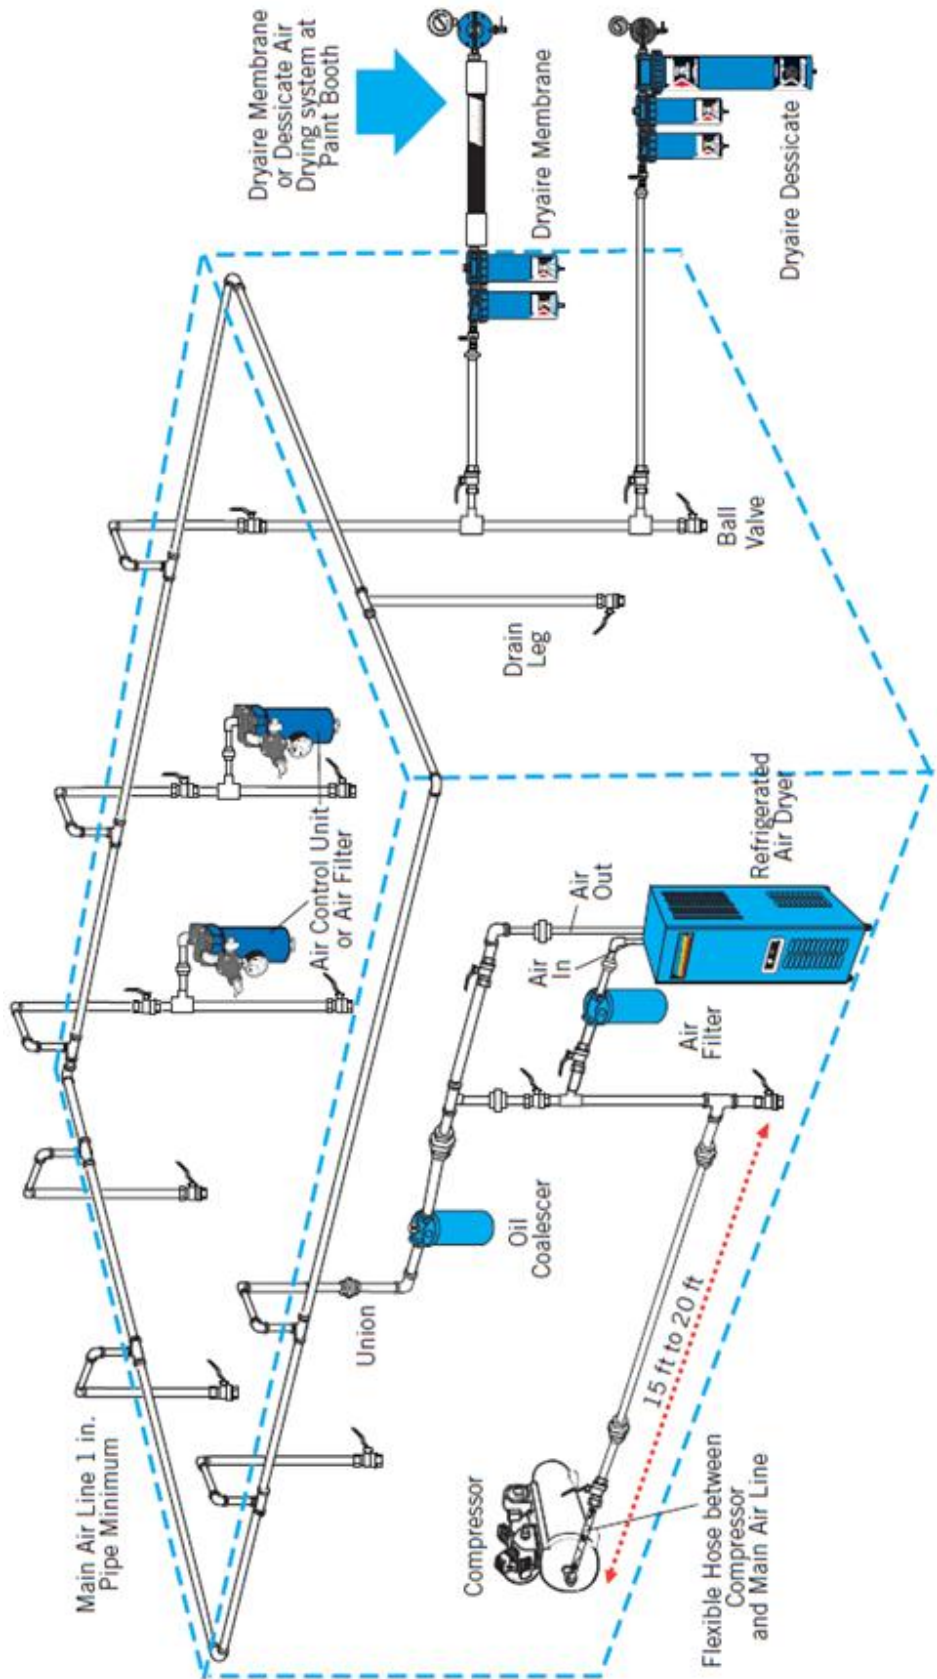 Dryaire Membrane
or Dessicate Air
Drying system at
Paint Booth
Dryaire Membrane
Dryaire Dessicate
Ball
Valve
Drain
Leg
Air Control Unit
or Air Filter
Refrigerated
Air Dryer
Air
Out
Air
In
Air
Filter
Oil
Coalescer
Union
15 ft to 20 ft
Main Air Line 1 in.
Pipe Minimum
Compressor
Flexible Hose between
Compressor
and Main Air Line